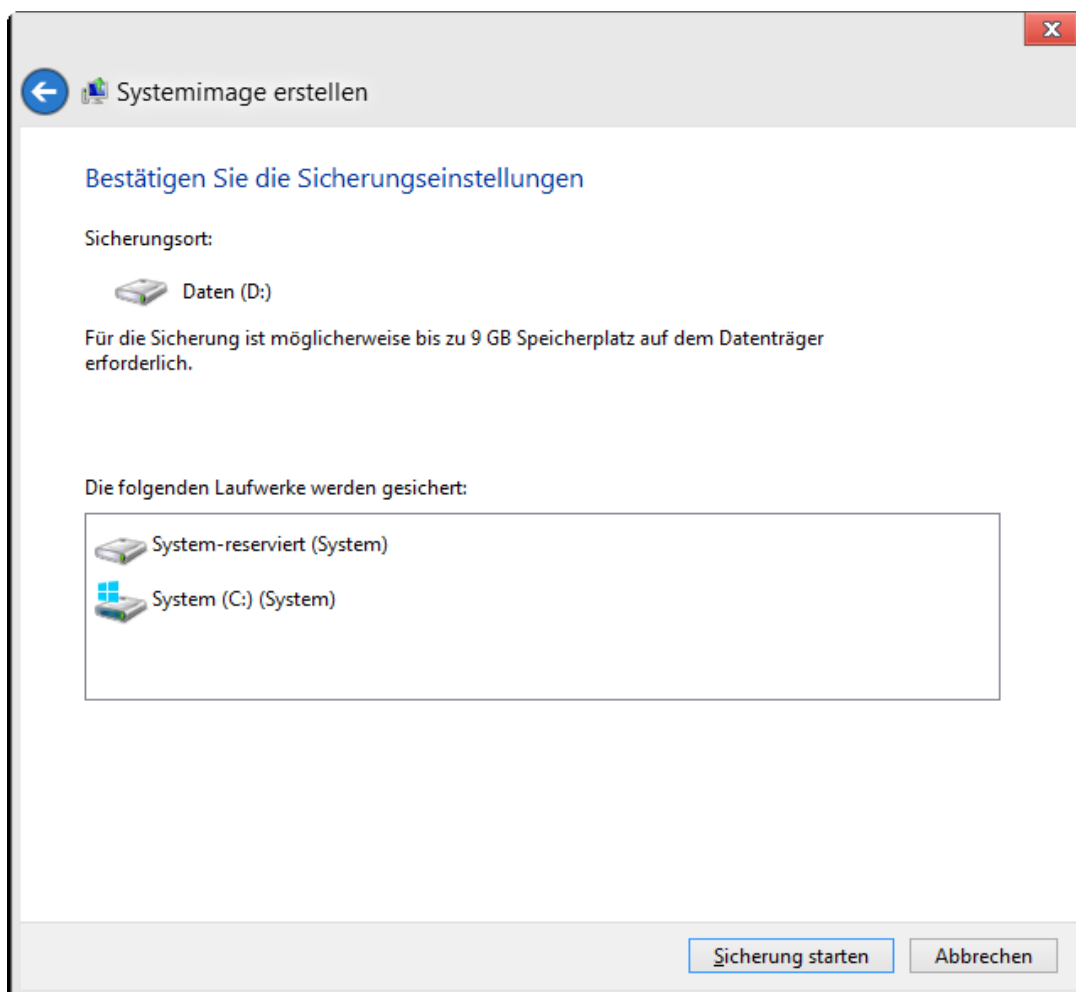 Systemimage erstellen
Bestätigen Sie die Sicherungseinstellungen
Sicherungsort:
Daten (D:)
Für die Sicherung ist möglicherweise bis zu 9 GB Speicherplatz auf dem Datenträger
erforderlich.
Die folgenden Laufwerke werden gesichert:
System-reserviert (System)
System (C:) (System)
Sicherung starten
Abbrechen